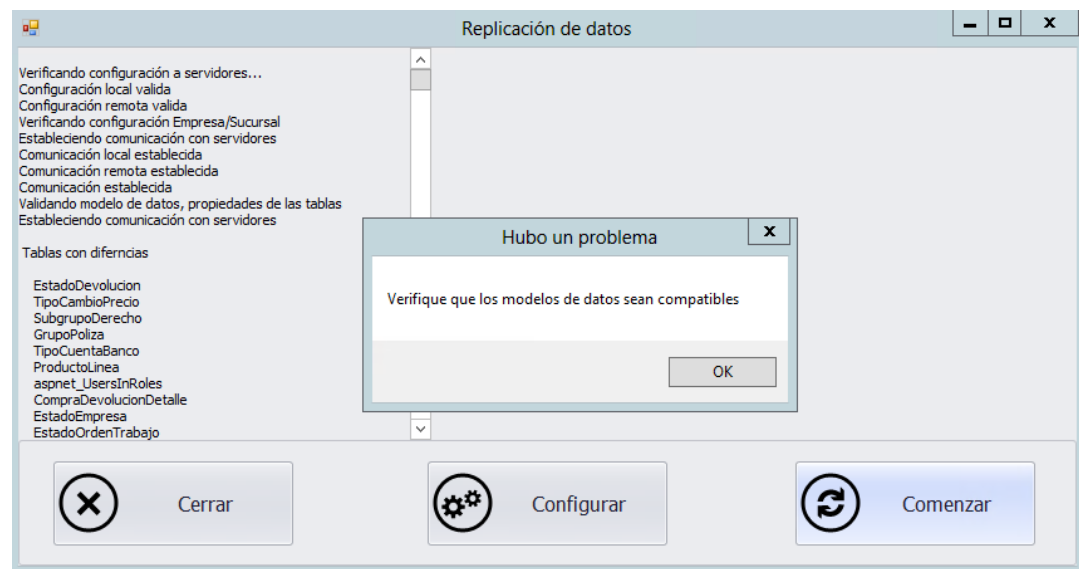 Replicación de datos
Verificando configuración a servidores...
Configuración local valida
Configuración remota valida
Verificando configuración Empresa/Sucursal
Estableciendo comunicación con servidores
Comunicación local establecida
Comunicación remota establecida
Comunicación establecida
Validando modelo de datos, propiedades de las tablas
Estableciendo comunicación con servidores
Tablas con diferncias
EstadoDevolucion
TipoCambioPrecio
SubgrupoDerecho
GrupoPoliza
TipoCuentaBanco
ProductoLinea
aspnet_UsersInRoles
CompraDevolucionDetalle
EstadoEmpresa
EstadoOrdenTrabajo
Hubo un problema
Verifique que los modelos de datos sean compatibles
OK
Cerrar
Configurar
Comenzar